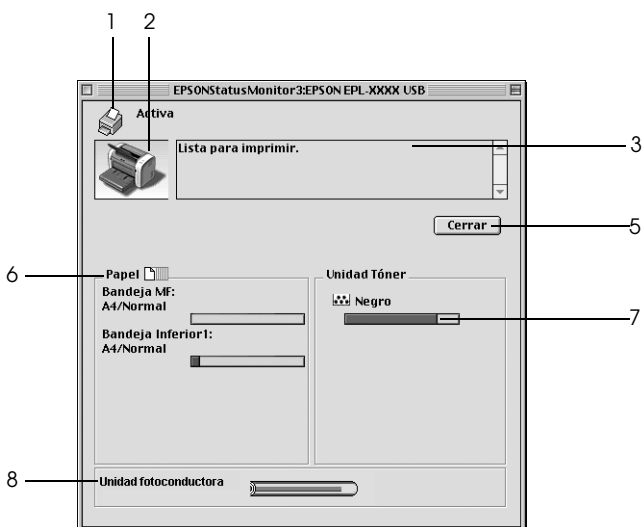 1 2
EPSONStatusMonitor3:EPSON EPL-XXXX USB
Activa
Lista para imprimir.
3
Cerrar
5
6
Papel
Bandeja MF:
A4/Normal
Bandeja Inferior1:
A4/Normal
Unidad Tóner
Negro
7
8
Unidad fotoconductora